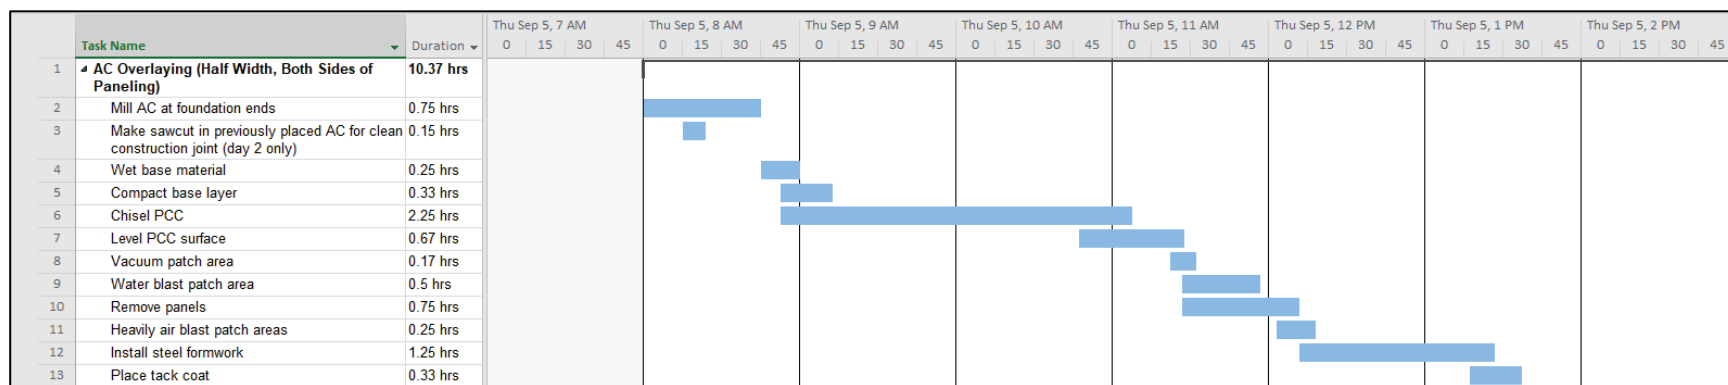 Thu Sep 5, 7 AM Thu Sep 5, 8 AM Thu Sep 5, 9 AM Thu Sep 5, 10 AM Thu Sep 5, 11 AM Thu Sep 5, 12 PM Thu Sep 5, 1 PM Thu Sep 5, 2 PM
Task Name Duration 0 15 30 45 0 15 30 45 0 15 30 45 0 15 30 45 0 15 30 45 0 15 30 45 0 15 30 45 0 15 30 45
1 AC Overlaying (Half Width, Both Sides of 10.37 hrs
Paneling)
2 Mill AC at foundation ends 0.75 hrs
3 Make sawcut in previously placed AC for clean 0.15 hrs
construction joint (day 2 only)
4 Wet base material 0.25 hrs
5 Compact base layer 0.33 hrs
6 Chisel PCC 2.25 hrs
7 Level PCC surface 0.67 hrs
8 Vacuum patch area 0.17 hrs
9 Water blast patch area 0.5 hrs
10 Remove panels 0.75 hrs
11 Heavily air blast patch areas 0.25 hrs
12 Install steel formwork 1.25 hrs
13 Place tack coat 0.33 hrs